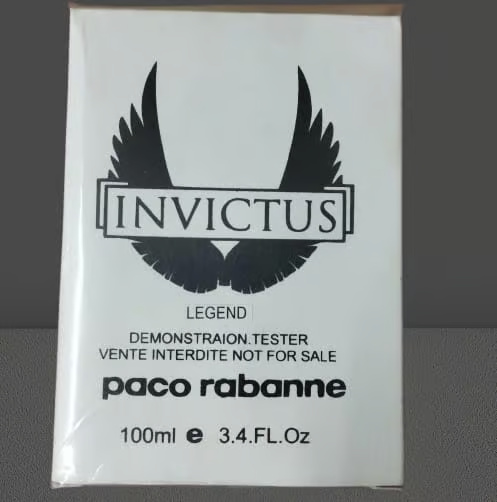 INVICTUS
LEGEND
DEMONSTRAION.TESTER
VENTE INTERDITE NOT FOR SALE
paco rabanne
100ml e 3.4.FL.Oz